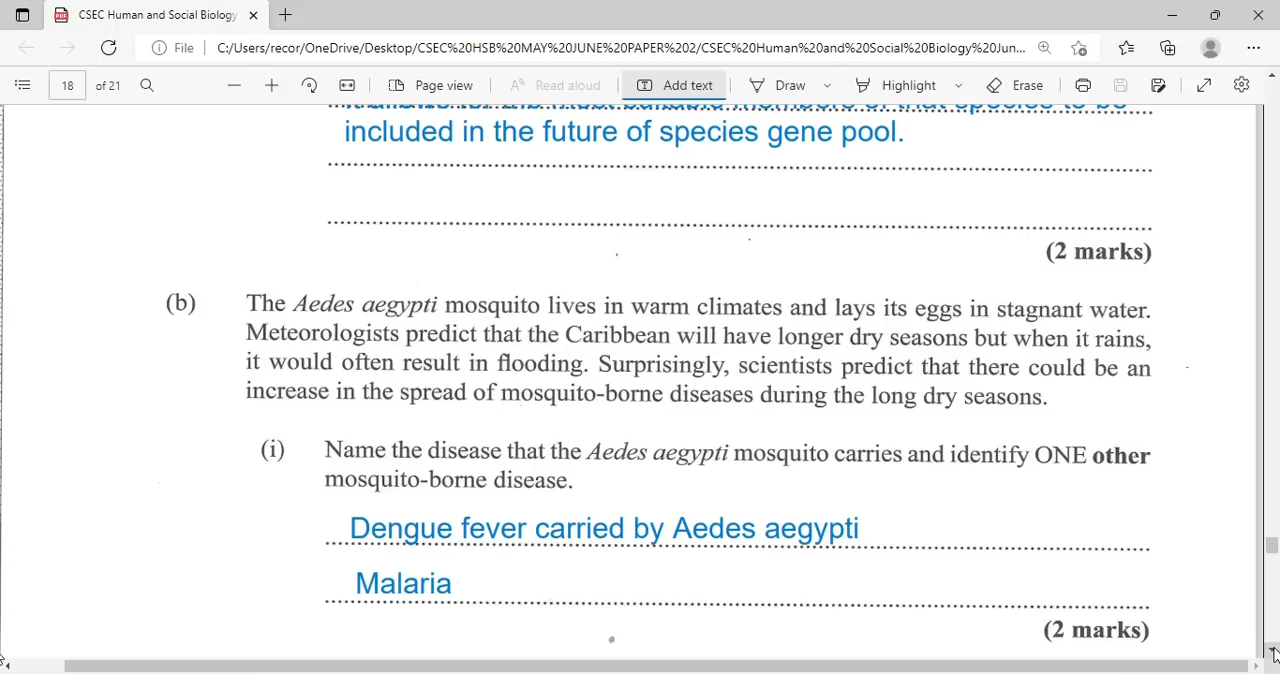 CSEC Human and Social Biology
File C:/Users/recor/OneDrive/Desktop/CSEC%20HSB%20MAY%20JUNE%20PAPER%202/CSEC%20Human%20and%20Social%20Biology%20Jun...
18 of 21 Page view Read aloud Add text Draw Highlight Erase
included in the future of species gene pool.
(2 marks)
(b) The Aedes aegypti mosquito lives in warm climates and lays its eggs in stagnant water.
Meteorologists predict that the Caribbean will have longer dry seasons but when it rains,
it would often result in flooding. Surprisingly, scientists predict that there could be an
increase in the spread of mosquito-borne diseases during the long dry seasons.
(i) Name the disease that the Aedes aegypti mosquito carries and identify ONE other
mosquito-borne disease.
Dengue fever carried by Aedes aegypti
Malaria
(2 marks)